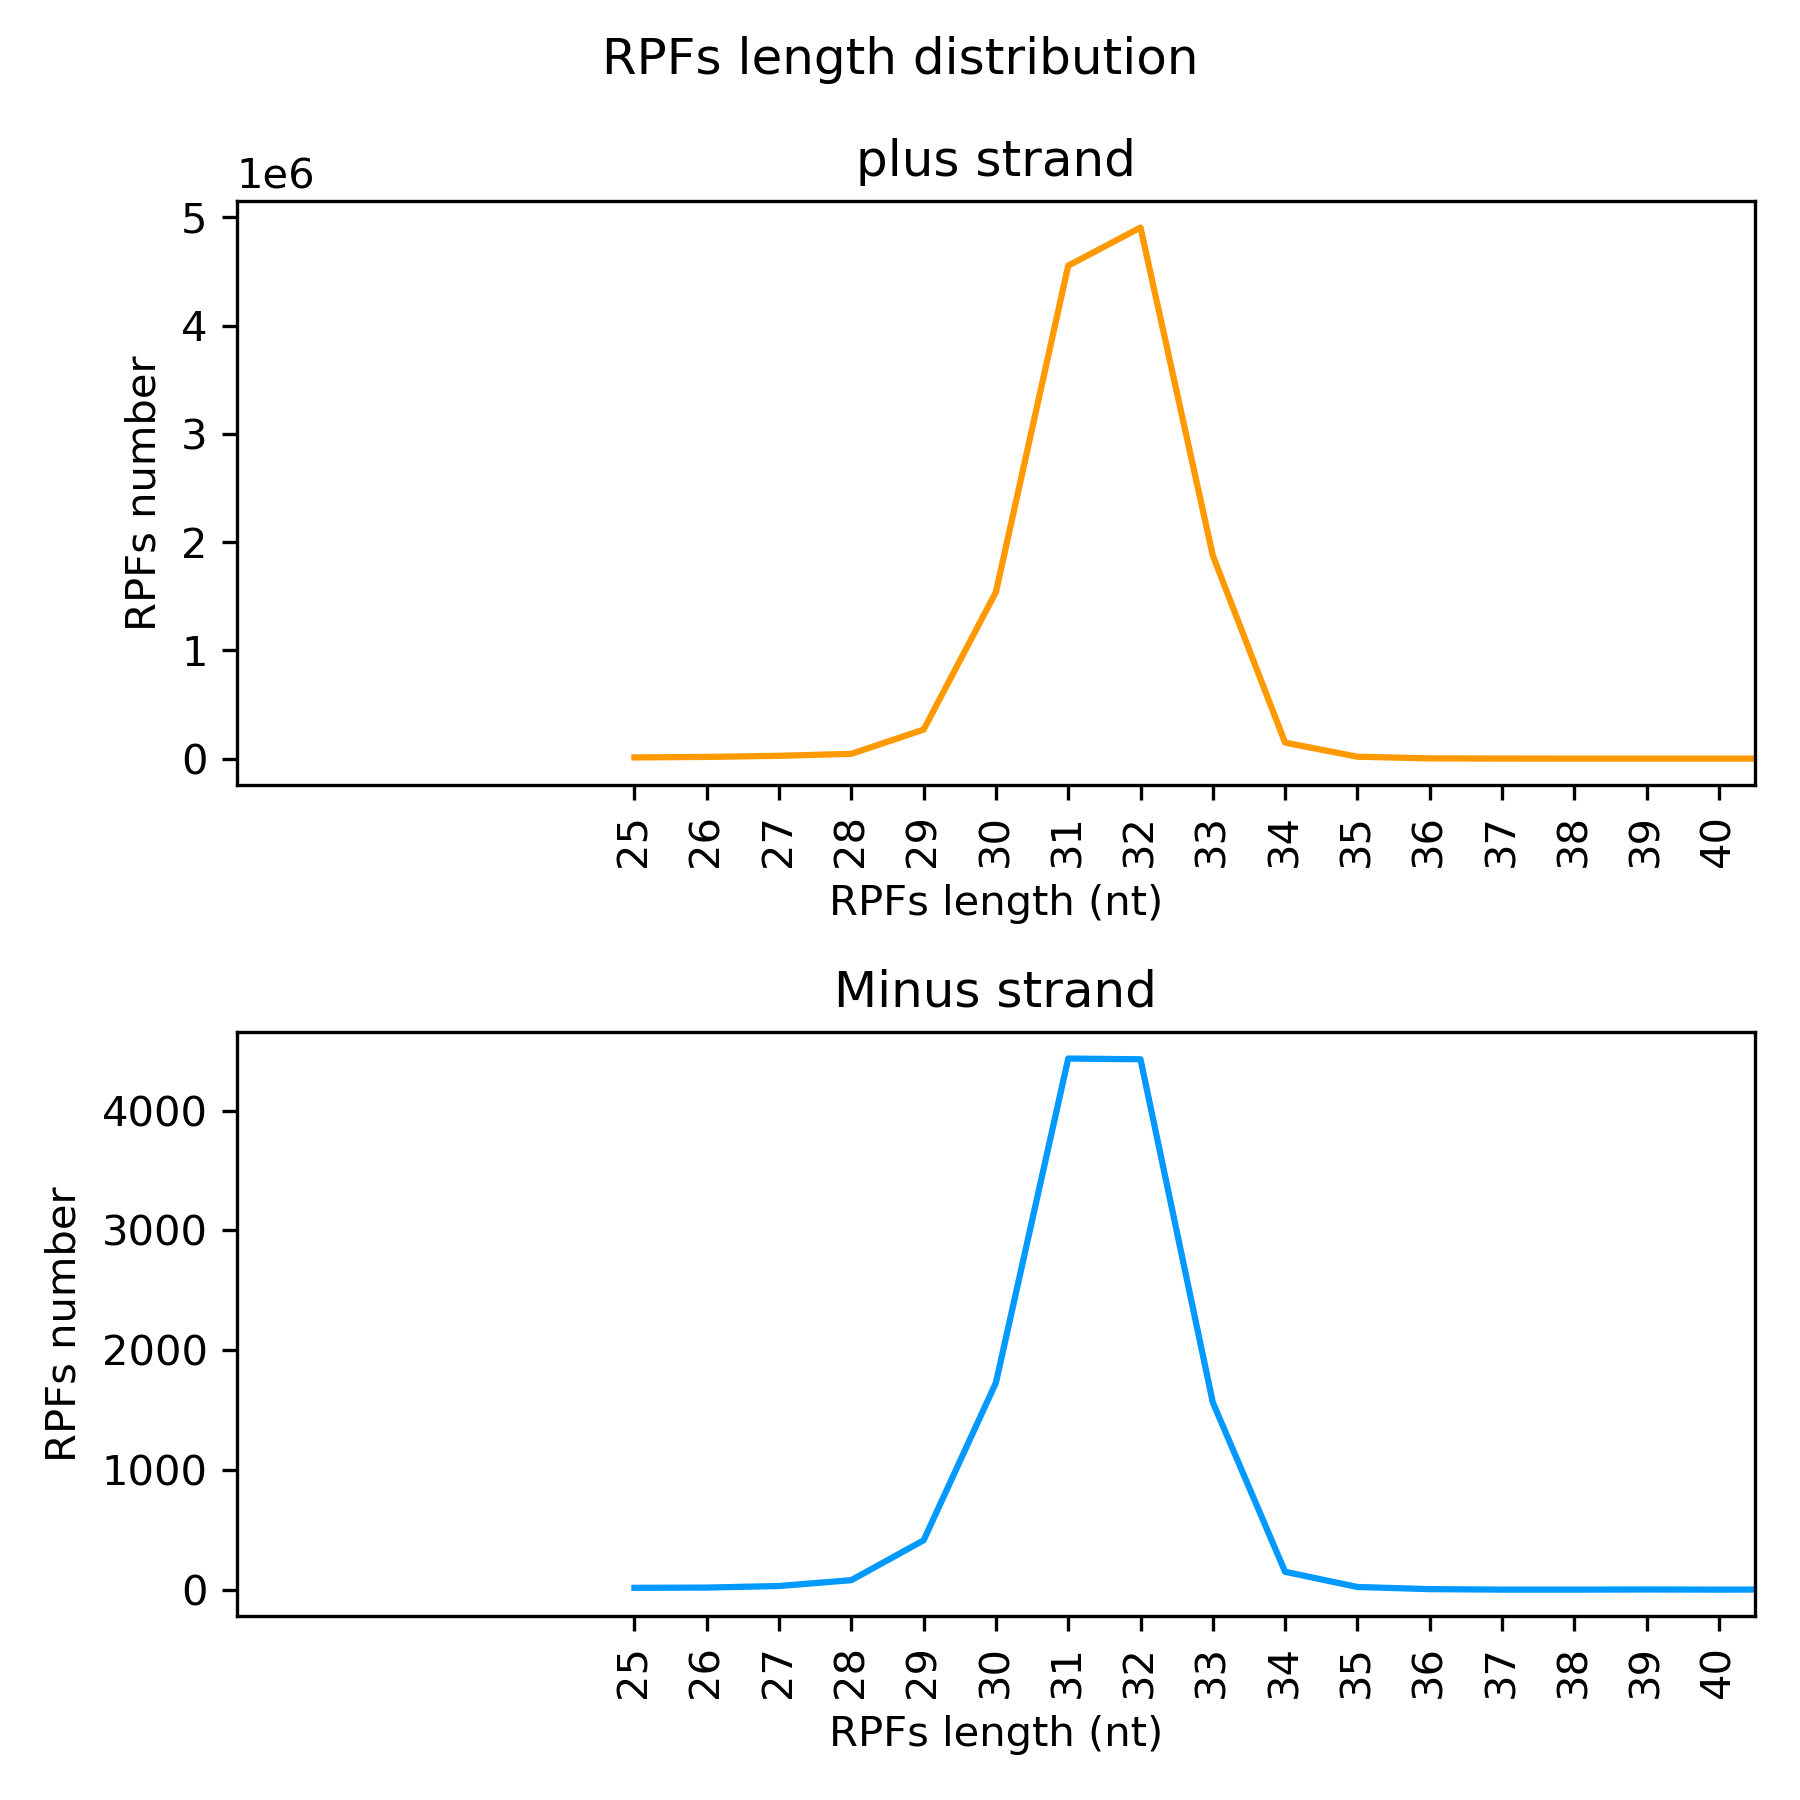 RPFs length distribution
plus strand
1e6
5
4
3
2
1
0
RPFs number
25 26 27 28 29 30 31 32 33 34 35 36 37 38 39 40
RPFs length (nt)
Minus strand
4000
3000
2000
1000
0
RPFs number
25 26 27 28 29 30 31 32 33 34 35 36 37 38 39 40
RPFs length (nt)